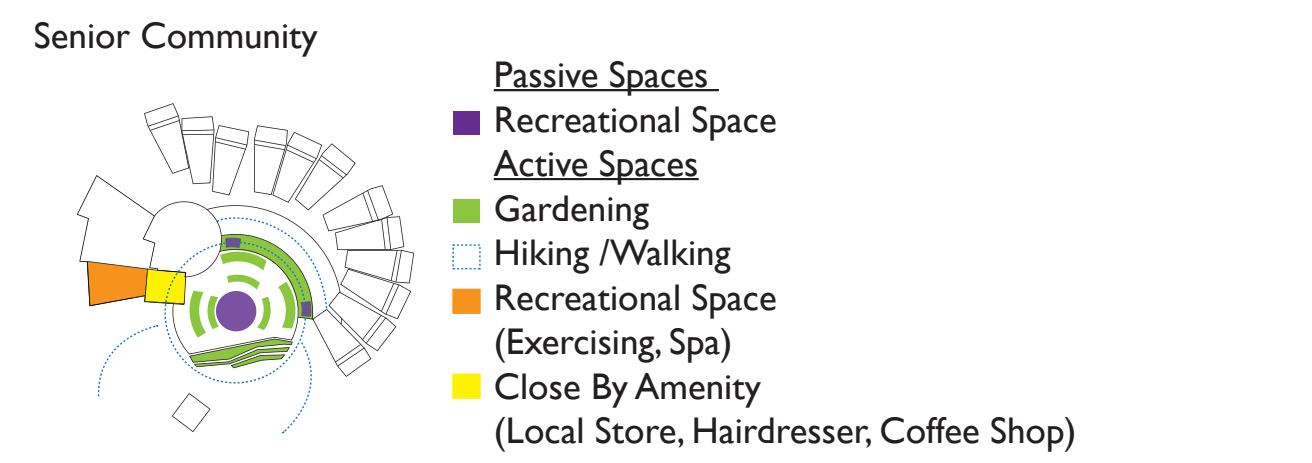 Senior Community
Passive Spaces
Recreational Space
Active Spaces
Gardening
Hiking /Walking
Recreational Space
(Exercising, Spa)
Close By Amenity
(Local Store, Hairdresser, Coffee Shop)